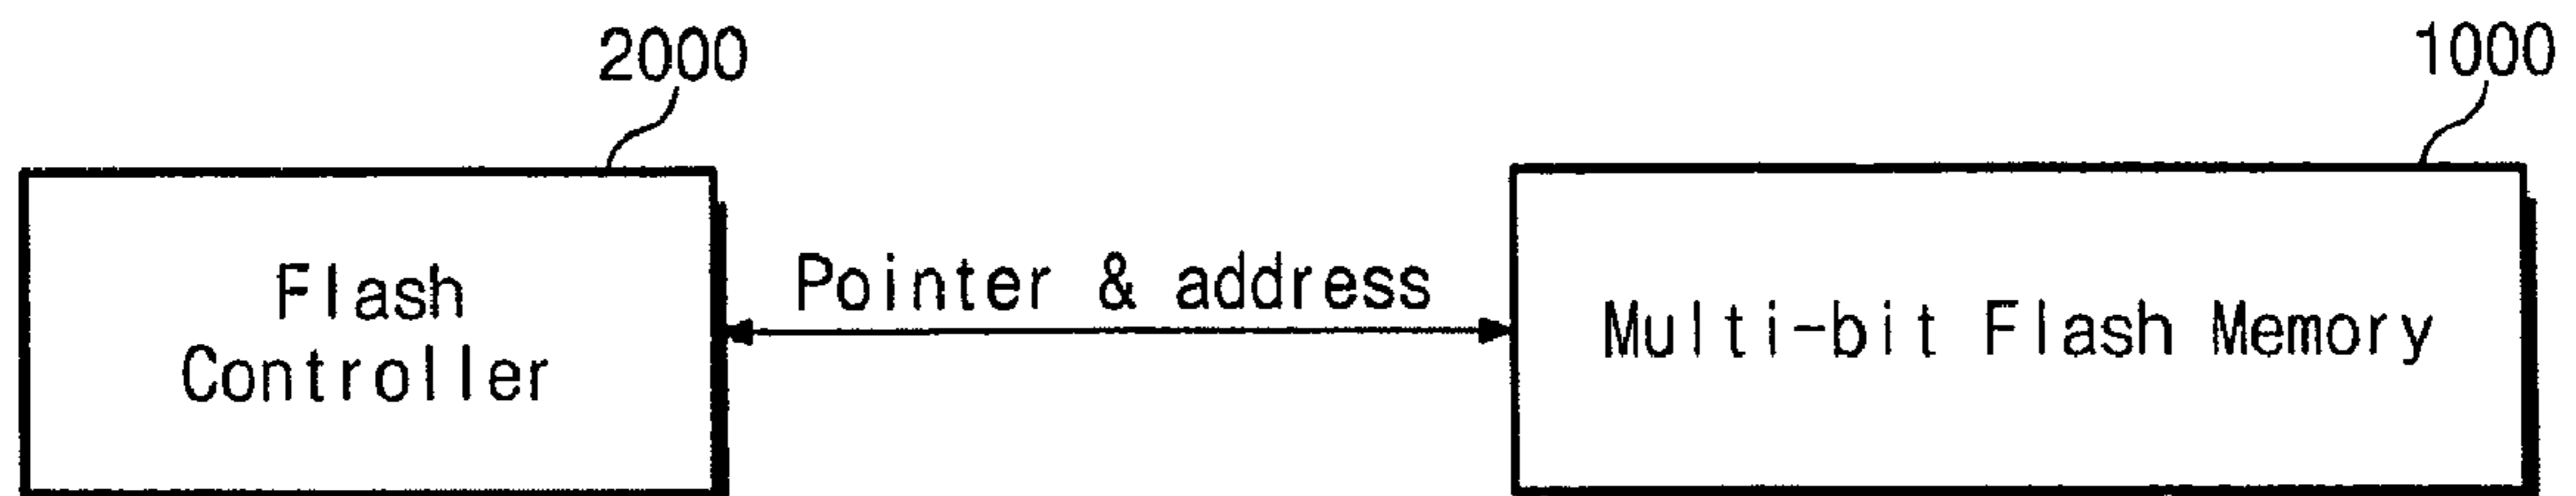 2000
1000
Flash
Controller
Pointer & address
Multi-bit Flash Memory